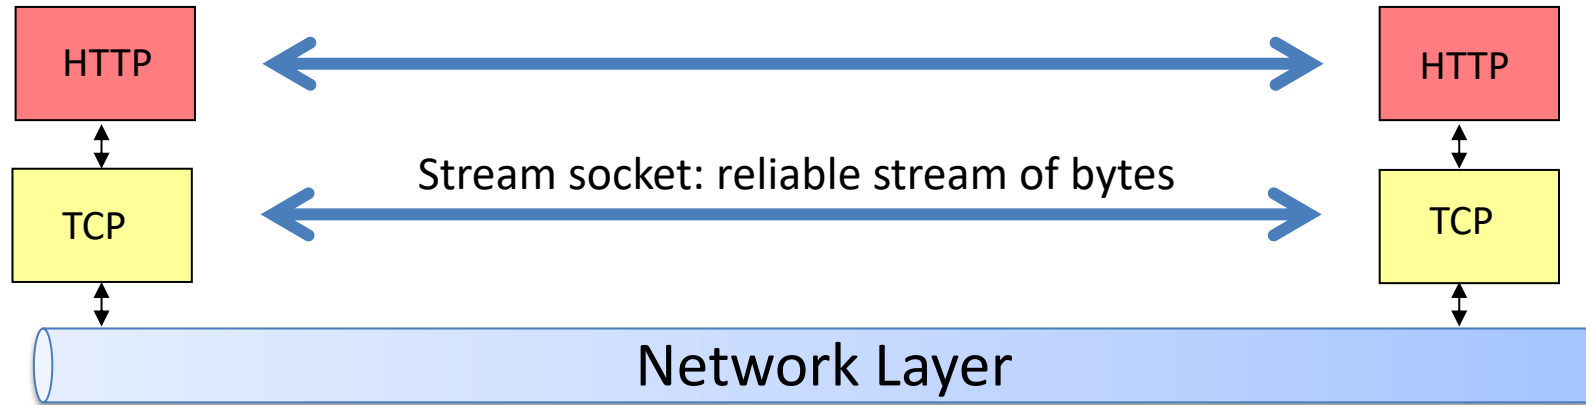 HTTP
HTTP
Stream socket: reliable stream of bytes
TCP
TCP
Network Layer